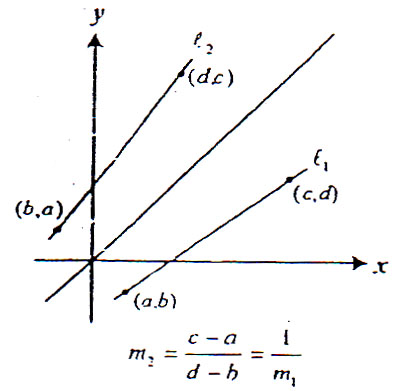 y
ℓ2
(d,c)
ℓ1
(b,a)
(c,d)
x
(a,b)
m2 = c - a / d - b = 1 / m1